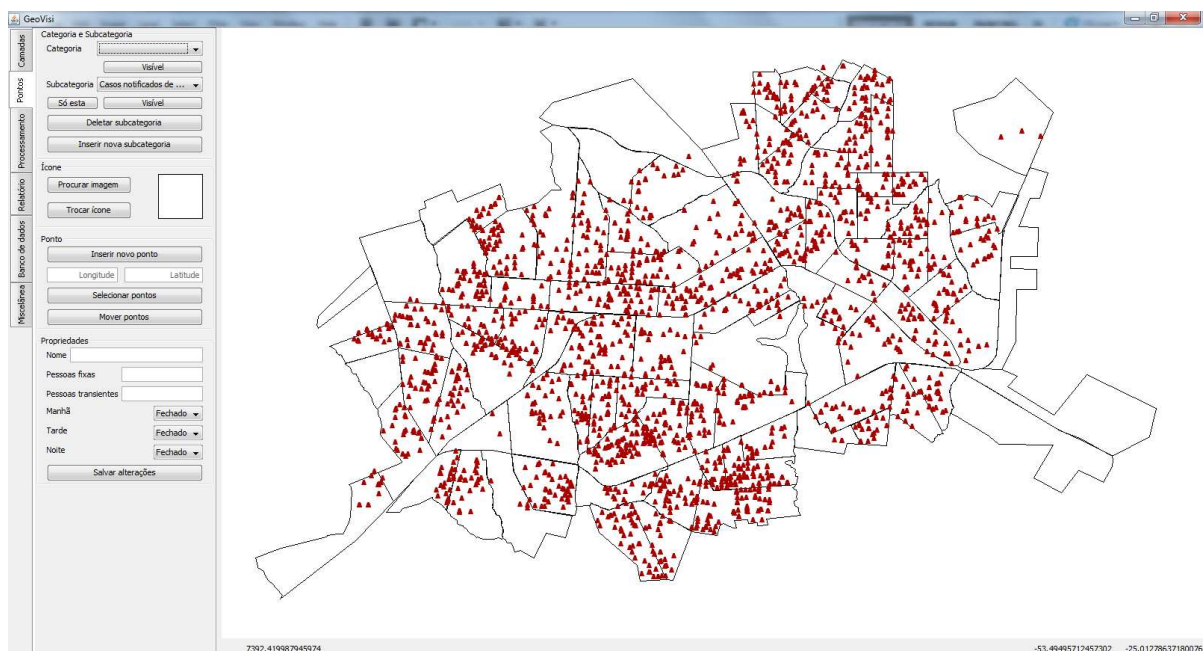 GeoVisi
Camadas
Pontos
Processamento
Relatório
Banco de dados
Miscelânea
Categoria e Subcategoria
Categoria
Visível
Subcategoria Casos notificados de ...
Só esta Visível
Deletar subcategoria
Inserir nova subcategoria
Ícone
Procurar imagem
Trocar ícone
Ponto
Inserir novo ponto
Longitude Latitude
Selecionar pontos
Mover pontos
Propriedades
Nome
Pessoas fixas
Pessoas transientes
Manhã Fechado
Tarde Fechado
Noite Fechado
Salvar alterações
7392.419987945974 -53.49495712457302 -25.01278637180076